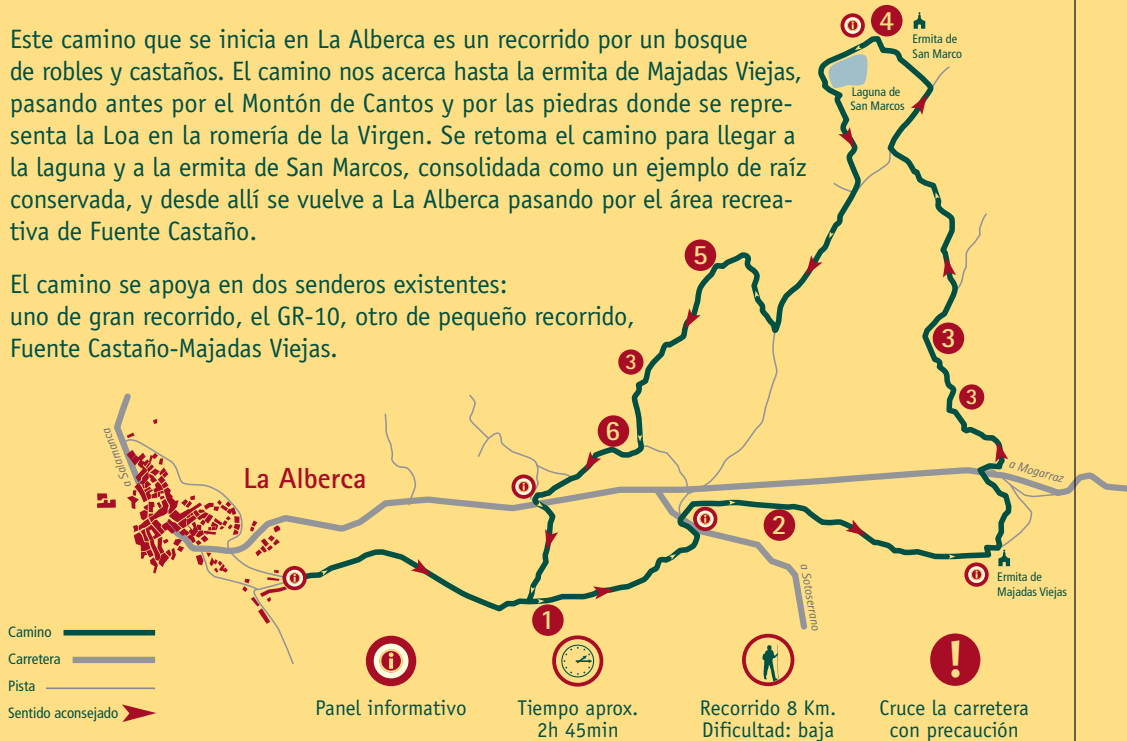 Este camino que se inicia en La Alberca es un recorrido por un bosque
de robles y castaños. El camino nos acerca hasta la ermita de Majadas Viejas,
pasando antes por el Montón de Cantos y por las piedras donde se repre-
senta la Loa en la romería de la Virgen. Se retoma el camino para llegar a
la laguna y a la ermita de San Marcos, consolidada como un ejemplo de raíz
conservada, y desde allí se vuelve a La Alberca pasando por el área recrea-
tiva de Fuente Castaño.
El camino se apoya en dos senderos existentes:
uno de gran recorrido, el GR-10, otro de pequeño recorrido,
Fuente Castaño-Majadas Viejas.
i
4
Ermita de
San Marco
Laguna de
San Marcos
5
3
3
3
6
a Salamanca
La Alberca
i
a Mogarraz
i
2
i
i
Ermita de
Majadas Viejas
a Sotoserrano
1
Camino
Carretera
Pista
Sentido aconsejado
i
Panel informativo
Tiempo aprox.
2h 45min
Recorrido 8 Km.
Dificultad: baja
!
Cruce la carretera
con precaución